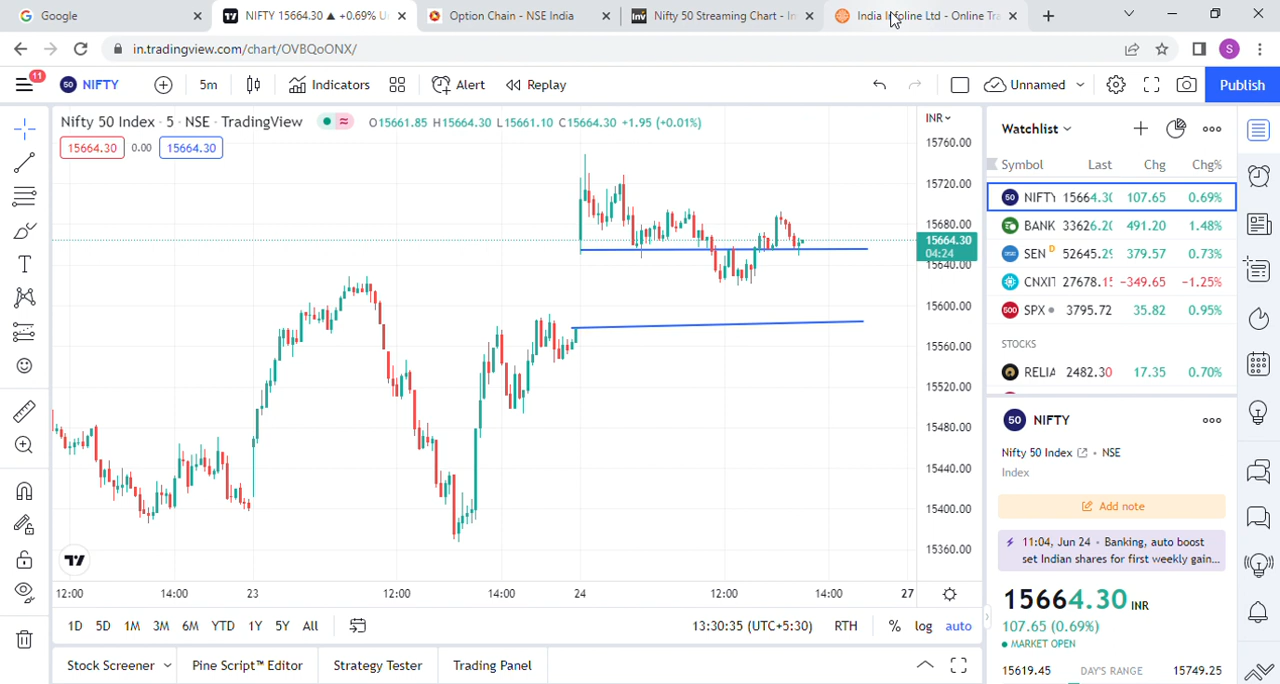 Google
NIFTY 15664.30 ▲ +0.69% U
Option Chain - NSE India
Inv
Nifty 50 Streaming Chart - In
India Infoline Ltd - Online Tra
in.tradingview.com/chart/OVBQoONX/
S
11
50 NIFTY
5m
Indicators
Alert
Replay
Unnamed
Publish
Nifty 50 Index · 5 · NSE · TradingView
O15661.85 H15664.30 L15661.10 C15664.30 +1.95 (+0.01%)
15664.30 0.00 15664.30
INR
15760.00
15720.00
15680.00
15664.30
04:24
15640.00
15600.00
15560.00
15520.00
15480.00
15440.00
15400.00
15360.00
12:00 14:00 23 12:00 14:00 24 12:00 14:00 27
1D 5D 1M 3M 6M YTD 1Y 5Y All
13:30:35 (UTC+5:30) RTH % log auto
Stock Screener Pine Script™ Editor Strategy Tester Trading Panel
Watchlist
Symbol Last Chg Chg%
50 NIFTY 15664.30 107.65 0.69%
BANK 33626.20 491.20 1.48%
SEN D 52645.29 379.57 0.73%
CNXIT 27678.15 −349.65 −1.25%
500 SPX 3795.72 35.82 0.95%
STOCKS
RELIA 2482.30 17.35 0.70%
50 NIFTY
Nifty 50 Index • NSE
Index
Add note
11:04, Jun 24 • Banking, auto boost
set Indian shares for first weekly gain...
15664.30 INR
107.65 (0.69%)
MARKET OPEN
15619.45 DAY'S RANGE 15749.25